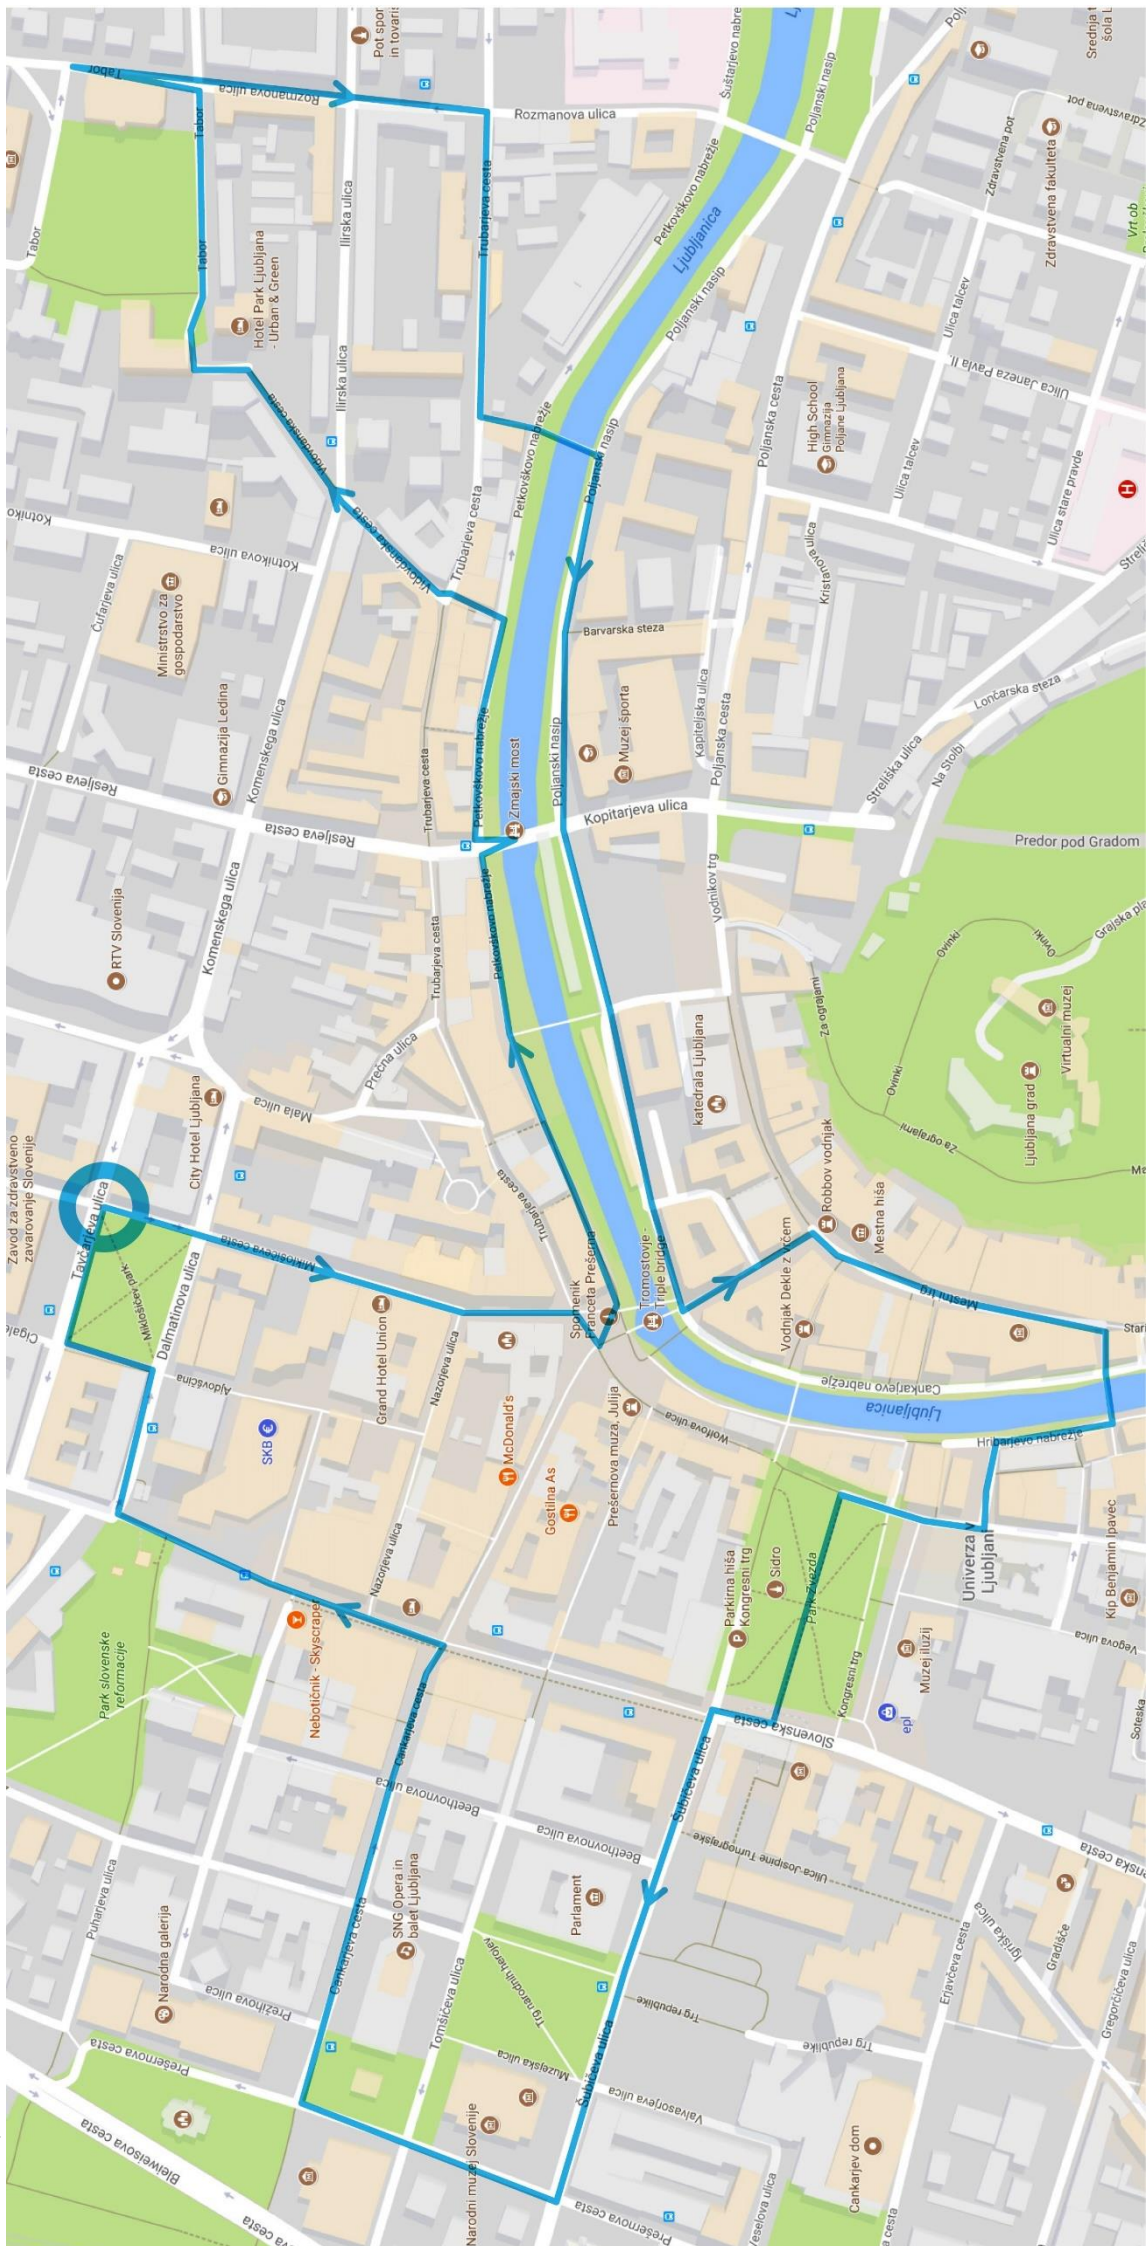 Bleiweisova cesta
Prešernova cesta
Narodna galerija
Puharjeva ulica
Prežihova ulica
Park slovenske
reformacije
Nebotičnik - Skyscraper
Cankarjeva cesta
Cankarjeva cesta
SNG Opera in
balet Ljubljana
Tomšičeva ulica
Beethovnova ulica
Beethovnova ulica
Narodni muzej Slovenije
Muzejska ulica
Trg narodnih herojev
Parlament
Šubičeva ulica
Šubičeva ulica
Prešernova cesta
Valvasorjeva ulica
Trg republike
Trg republike
Cankarjev dom
Erjavčeva cesta
Ulica Josipine Turnograjske
Igriška ulica
Gradišče
Gregorčičeva ulica
Slovenska cesta
Kongresni trg
epl
Muzej iluzij
Vegova ulica
Soteska
Kip Benjamin Ipavec
Univerza v
Ljubljani
Park Zvezda
Sidro
Parkirna hiša
Kongresni trg
Zavod za zdravstveno
zavarovanje Slovenije
Tavčarjeva ulica
Miklošičev park
Dalmatinova ulica
Ajdovščina
SKB
Nazorjeva ulica
Nazorjeva ulica
Grand Hotel Union
Miklošičeva cesta
City Hotel Ljubljana
Mala ulica
McDonald's
Gostilna As
Prešernova muza, Julija
Wolfova ulica
Spomenik
Franceta Prešerna
Tromostovje -
Triple bridge
Hribarjevo nabrežje
Ljubljanica
Cankarjevo nabrežje
Vodnjak Dekle z vrčem
Robbov vodnjak
Mestna hiša
Mestni trg
RTV Slovenija
Komenskega ulica
Komenskega ulica
Resljeva cesta
Resljeva cesta
Prečna ulica
Trubarjeva cesta
Trubarjeva cesta
Trubarjeva cesta
Trubarjeva cesta
Trubarjeva cesta
Petkovškovo nabrežje
Petkovškovo nabrežje
Petkovškovo nabrežje
Petkovškovo nabrežje
Zmajski most
katedrala Ljubljana
Vodnikov trg
Za ograjami
Za ograjami
Ovinki
Ovinki
Ovinki
Ljubljana grad
Virtualni muzej
Predor pod Gradom
Kopitarjeva ulica
Muzej športa
Poljanski nasip
Poljanski nasip
Poljanski nasip
Poljanski nasip
Barvarska steza
Kapiteljska ulica
Poljanska cesta
Poljanska cesta
Streliška ulica
Na Stolbi
Lončarska steza
Kristanova ulica
Gimnazija Ledina
Ministrstvo za
gospodarstvo
Čufarjeva ulica
Kotnikova ulica
Vidovdanska cesta
Vidovdanska cesta
Hotel Park Ljubljana
- Urban & Green
Ilirska ulica
Ilirska ulica
Tabor
Tabor
Tabor
Tabor
Rozmanova ulica
Rozmanova ulica
Šuštarjevo nabrežje
Ljubljanica
High School
Gimnazija
Poljane Ljubljana
Ulica talcev
Ulica talcev
Ulica stare pravde
Ulica Janeza Pavla II.
Zdravstvena fakulteta
Zdravstvena pot